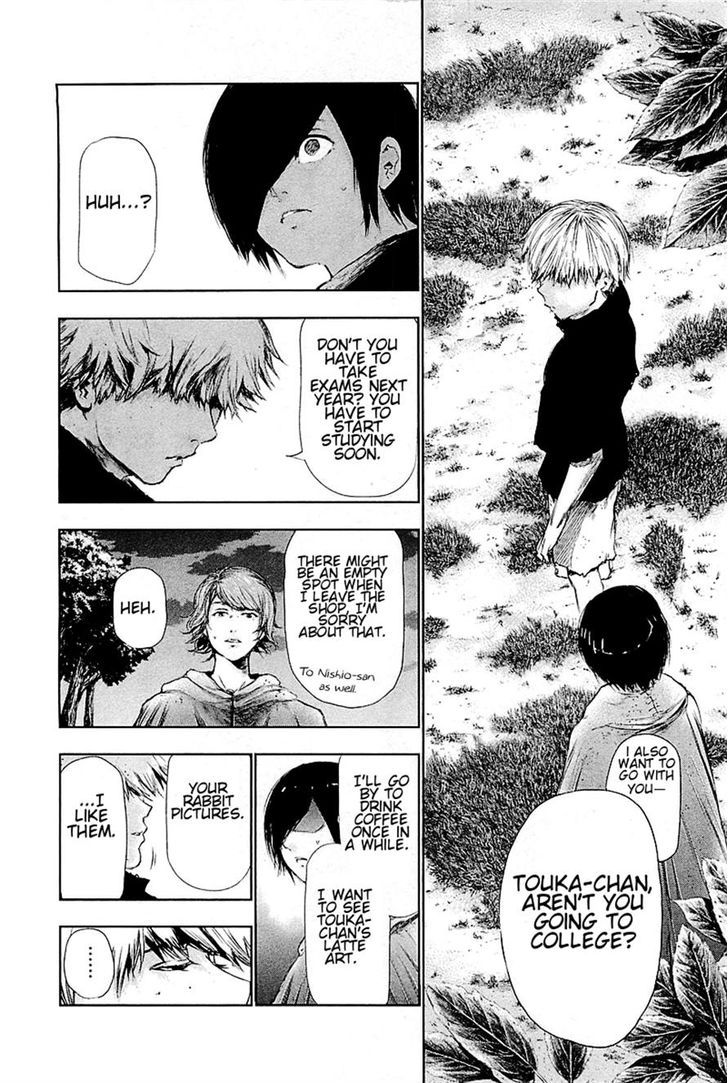 I ALSO
WANT TO
GO WITH
YOU—
TOUKA-CHAN,
AREN'T YOU
GOING TO
COLLEGE?
HUH...?
DON'T YOU
HAVE TO
TAKE
EXAMS NEXT
YEAR? YOU
HAVE TO
START
STUDYING
SOON.
THERE MIGHT
BE AN EMPTY
SPOT WHEN
I LEAVE THE
SHOP, I'M
SORRY
ABOUT THAT.
To Nishio-san
as well.
HEH.
I'LL GO
BY TO
DRINK
COFFEE
ONCE IN
A WHILE.
I WANT
TO SEE
TOUKA-
CHAN'S
LATTE
ART.
YOUR
RABBIT
PICTURES.
...I
LIKE
THEM.
......